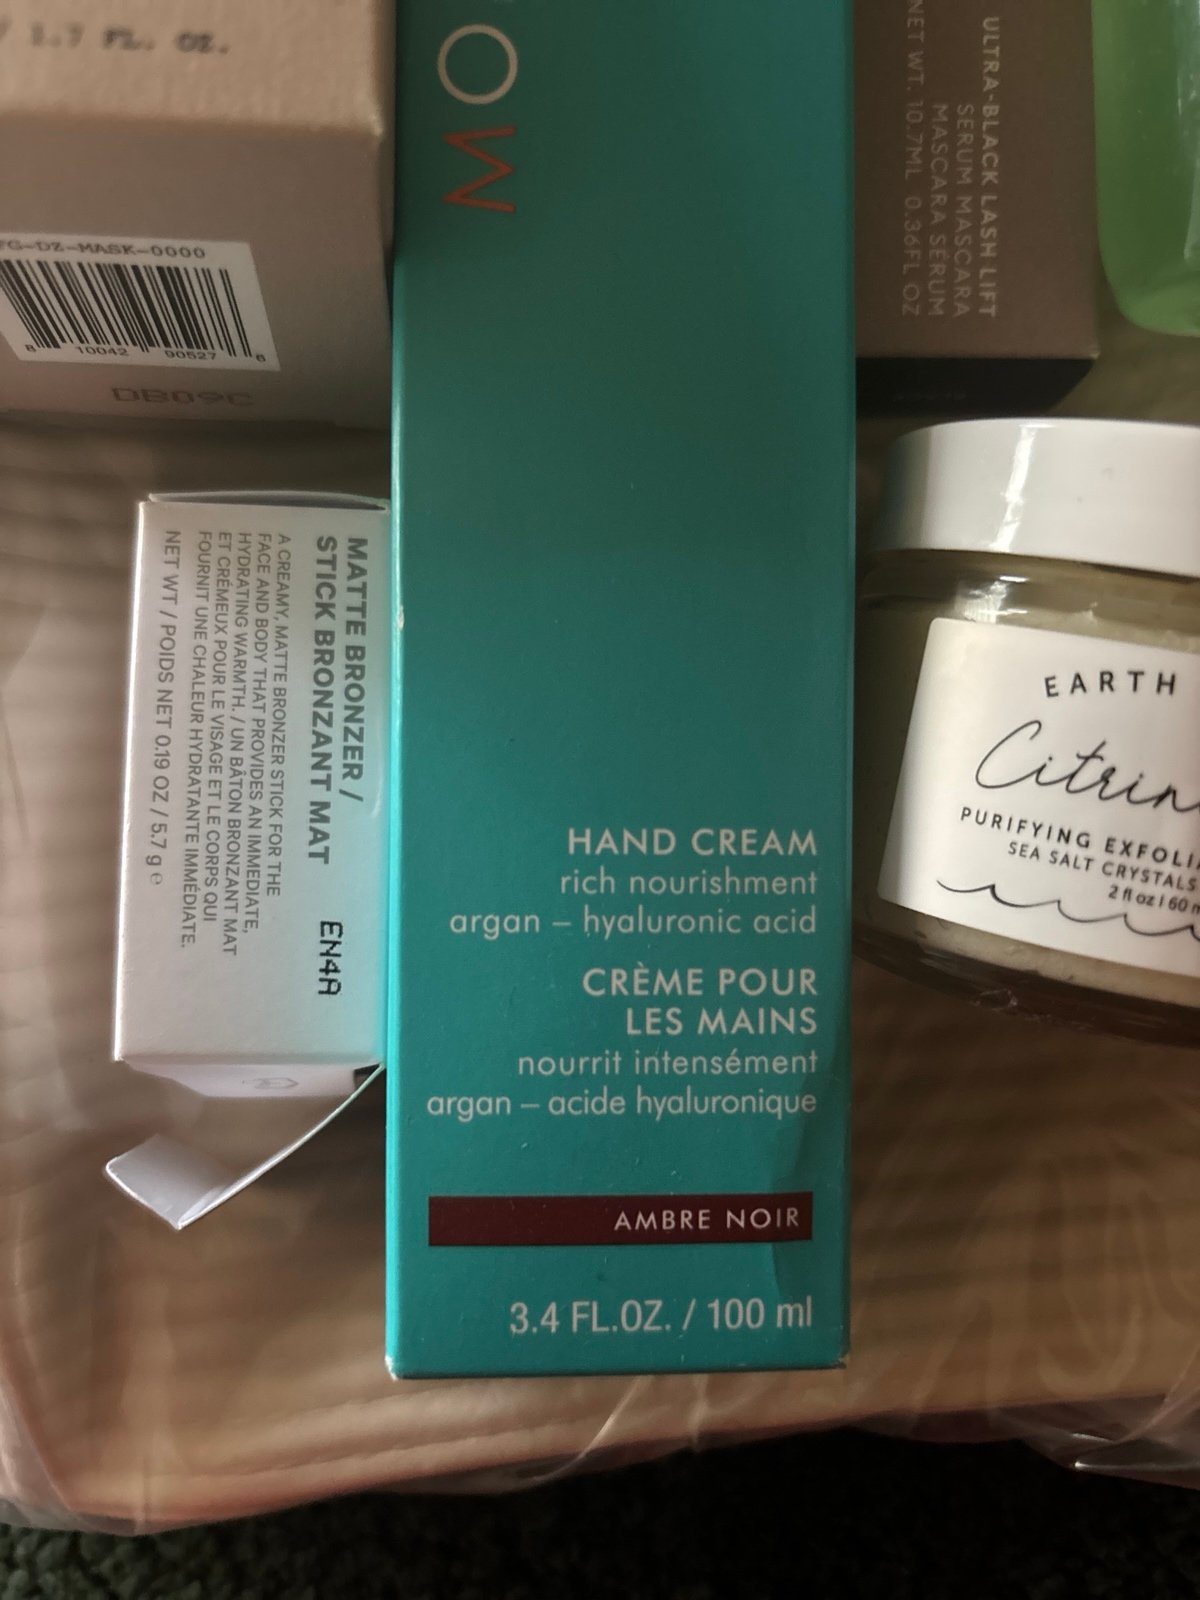 / 1.7 FL. OZ.
G-DZ-MASK-0000
8 10042 90527 6
DB09C
MATTE BRONZER /
STICK BRONZANT MAT EN4A
A CREAMY, MATTE BRONZER STICK FOR THE
FACE AND BODY THAT PROVIDES AN IMMEDIATE,
HYDRATING WARMTH. / UN BÂTON BRONZANT MAT
ET CRÉMEUX POUR LE VISAGE ET LE CORPS QUI
FOURNIT UNE CHALEUR HYDRATANTE IMMÉDIATE.
NET WT / POIDS NET 0.19 OZ / 5.7 g ℮
OM
HAND CREAM
rich nourishment
argan – hyaluronic acid
CRÈME POUR
LES MAINS
nourrit intensément
argan – acide hyaluronique
AMBRE NOIR
3.4 FL.OZ. / 100 ml
ULTRA-BLACK LASH LIFT
SERUM MASCARA
MASCARA SÉRUM
NET WT. 10.7ML 0.36FL OZ
EARTH
Citrin
PURIFYING EXFOLIA
SEA SALT CRYSTALS
2 fl oz | 60 m